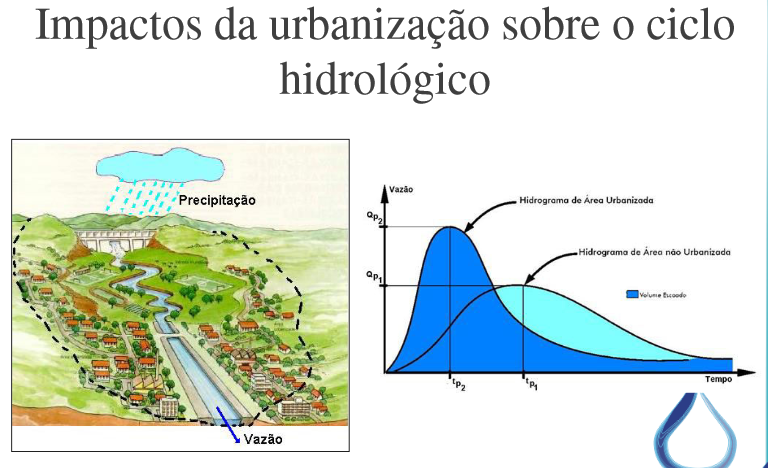 Impactos da urbanização sobre o ciclo
hidrológico
Precipitação
Vazão
Vazão
Hidrograma de Área Urbanizada
Qp2
Hidrograma de Área não Urbanizada
Qp1
Volume Escoado
tp2
tp1
Tempo